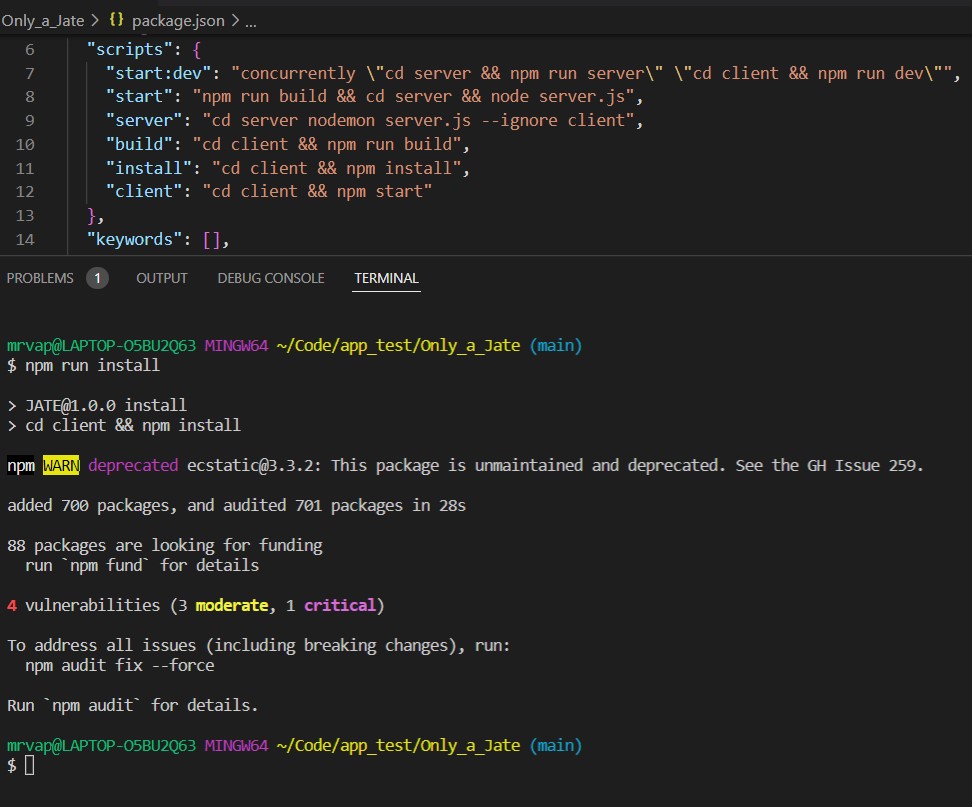 Only_a_Jate > {} package.json > ...
6 "scripts": {
7 "start:dev": "concurrently \"cd server && npm run server\" \"cd client && npm run dev\"",
8 "start": "npm run build && cd server && node server.js",
9 "server": "cd server nodemon server.js --ignore client",
10 "build": "cd client && npm run build",
11 "install": "cd client && npm install",
12 "client": "cd client && npm start"
13 },
14 "keywords": [],
PROBLEMS 1 OUTPUT DEBUG CONSOLE TERMINAL
mrvap@LAPTOP-O5BU2Q63 MINGW64 ~/Code/app_test/Only_a_Jate (main)
$ npm run install
> JATE@1.0.0 install
> cd client && npm install
npm WARN deprecated ecstatic@3.3.2: This package is unmaintained and deprecated. See the GH Issue 259.
added 700 packages, and audited 701 packages in 28s
88 packages are looking for funding
run `npm fund` for details
4 vulnerabilities (3 moderate, 1 critical)
To address all issues (including breaking changes), run:
npm audit fix --force
Run `npm audit` for details.
mrvap@LAPTOP-O5BU2Q63 MINGW64 ~/Code/app_test/Only_a_Jate (main)
$